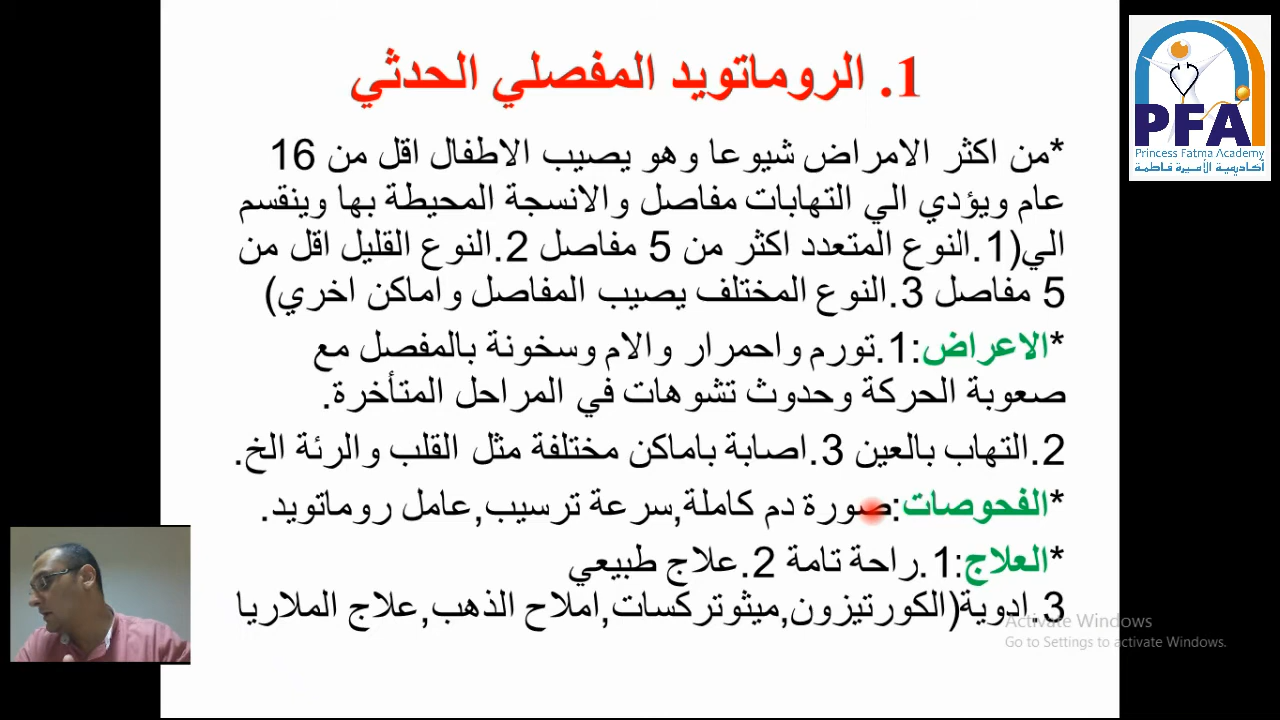 1. الروماتويد المفصلي الحدثي
*من اكثر الامراض شيوعا وهو يصيب الاطفال اقل من 16
عام ويؤدي الي التهابات مفاصل والانسجة المحيطة بها وينقسم
الي(1.النوع المتعدد اكثر من 5 مفاصل 2.النوع القليل اقل من
5 مفاصل 3.النوع المختلف يصيب المفاصل واماكن اخري)
*الاعراض:1.تورم واحمرار والام وسخونة بالمفصل مع
صعوبة الحركة وحدوث تشوهات في المراحل المتأخرة.
2.التهاب بالعين 3.اصابة باماكن مختلفة مثل القلب والرئة الخ.
*الفحوصات:صورة دم كاملة,سرعة ترسيب,عامل روماتويد.
*العلاج:1.راحة تامة 2.علاج طبيعي
3.ادوية(الكورتيزون,ميثوتركسات,املاح الذهب,علاج الملاريا
PFA
Princess Fatma Academy
أكاديمية الأميرة فاطمة
Activate Windows
Go to Settings to activate Windows.